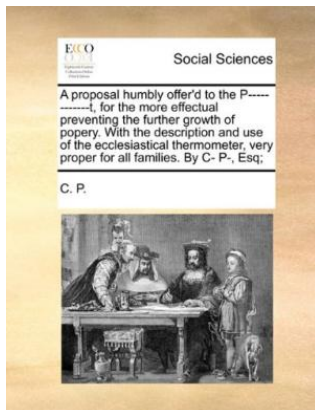 ECCO
Social Sciences
A proposal humbly offer'd to the P-----
------------t, for the more effectual
preventing the further growth of
popery. With the description and use
of the ecclesiastical thermometer, very
proper for all families. By C- P-, Esq;
C. P.